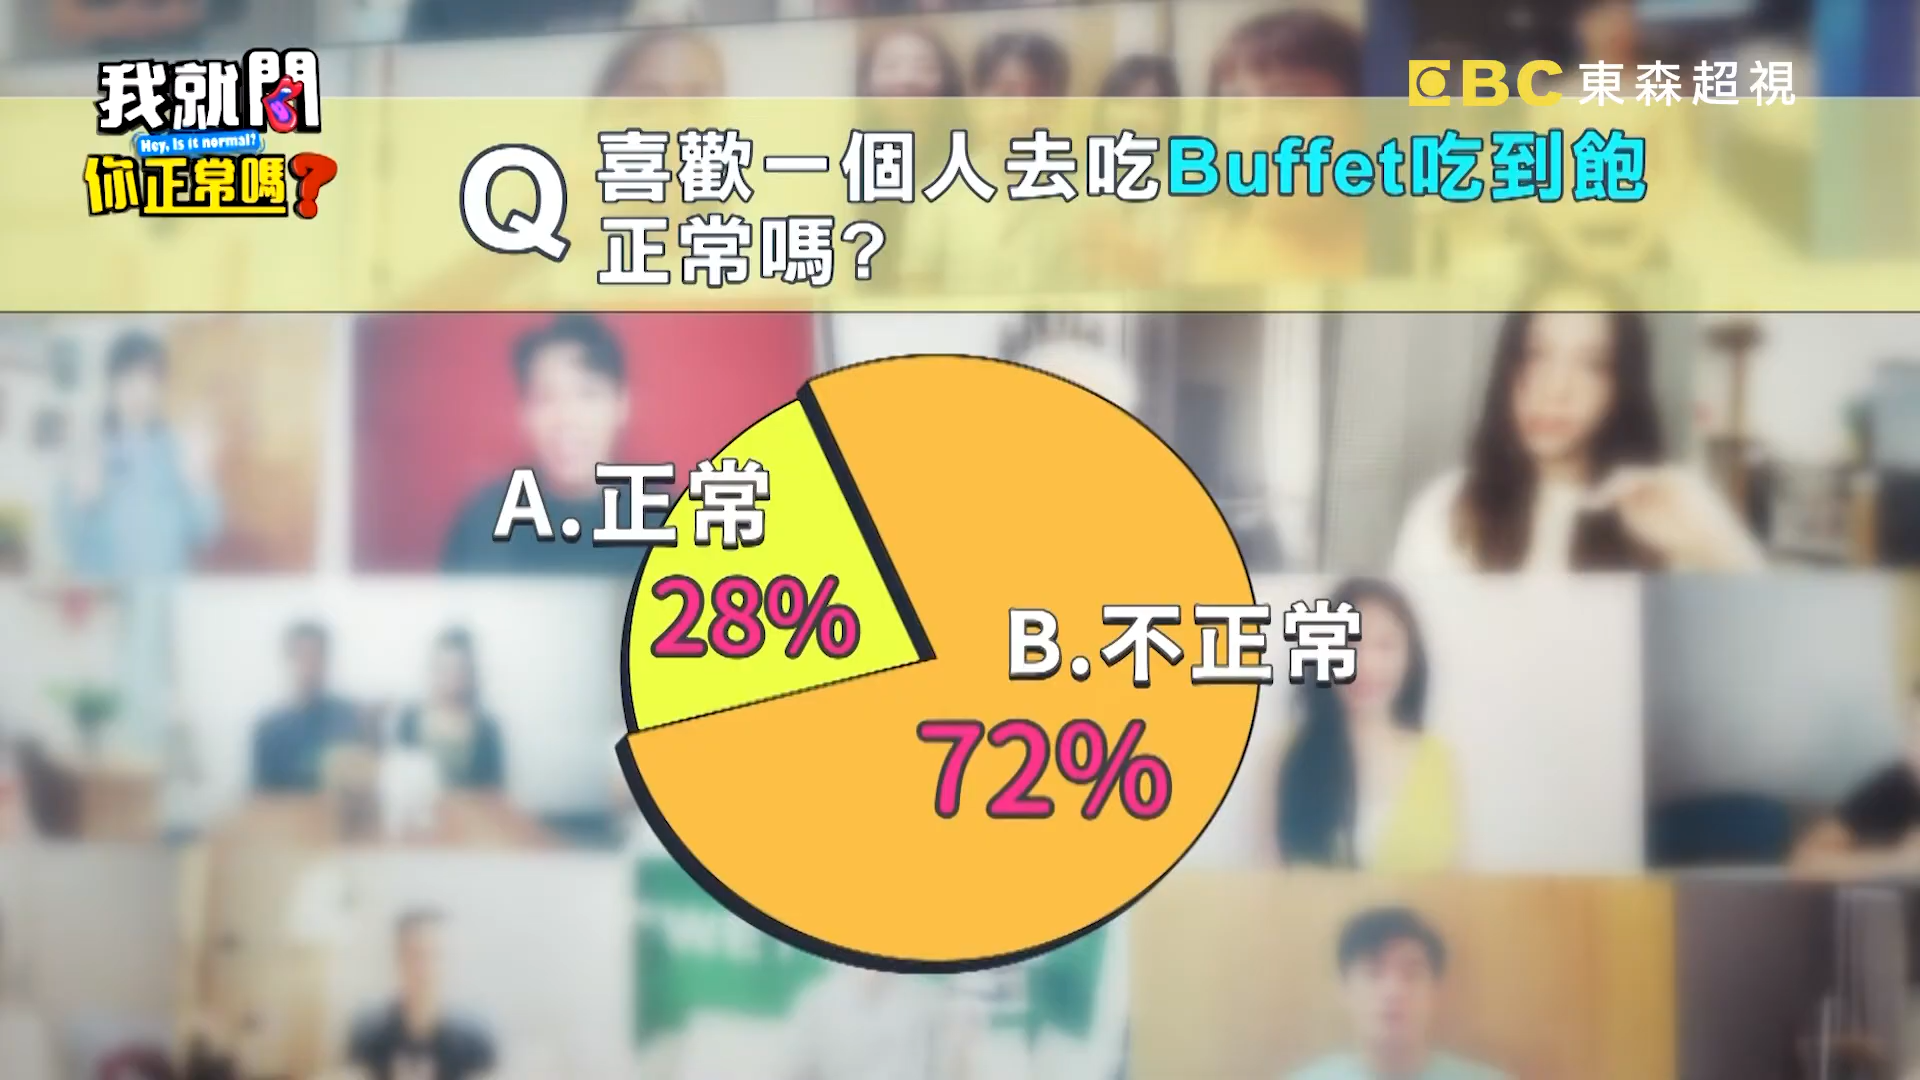 我就問
Hey, Is it normal?
你正常嗎?
EBC 東森超視
Q 喜歡一個人去吃Buffet吃到飽
正常嗎?
A.正常
28%
B.不正常
72%